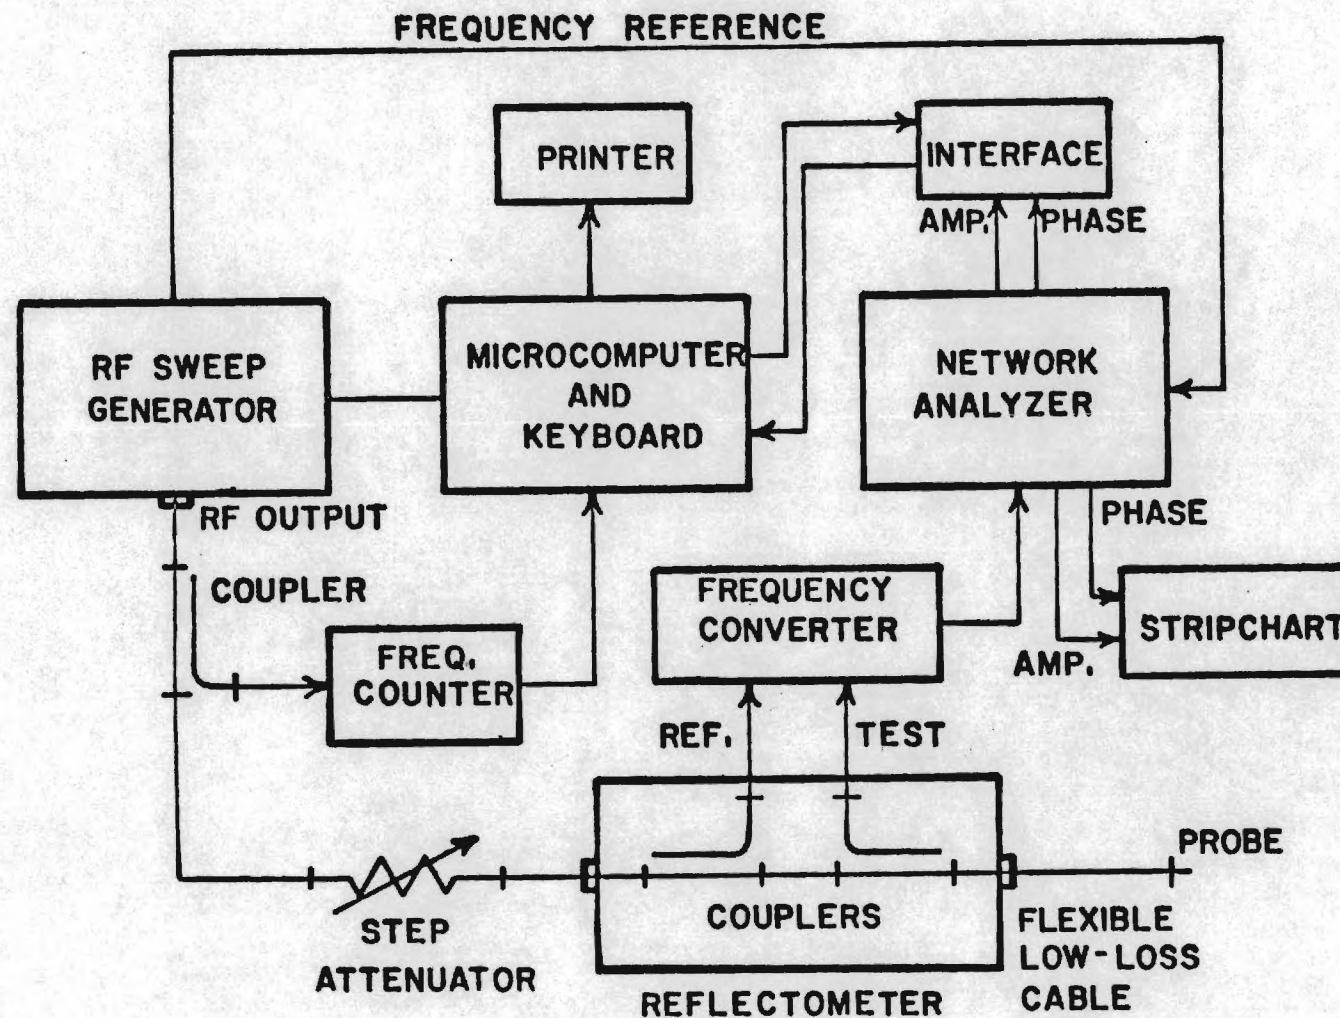 FREQUENCY REFERENCE
PRINTER
INTERFACE
AMP.
PHASE
RF SWEEP
GENERATOR
MICROCOMPUTER
AND
KEYBOARD
NETWORK
ANALYZER
RF OUTPUT
PHASE
COUPLER
FREQUENCY
CONVERTER
STRIPCHART
FREQ.
COUNTER
AMP.
REF.
TEST
PROBE
STEP
ATTENUATOR
COUPLERS
FLEXIBLE
LOW-LOSS
CABLE
REFLECTOMETER